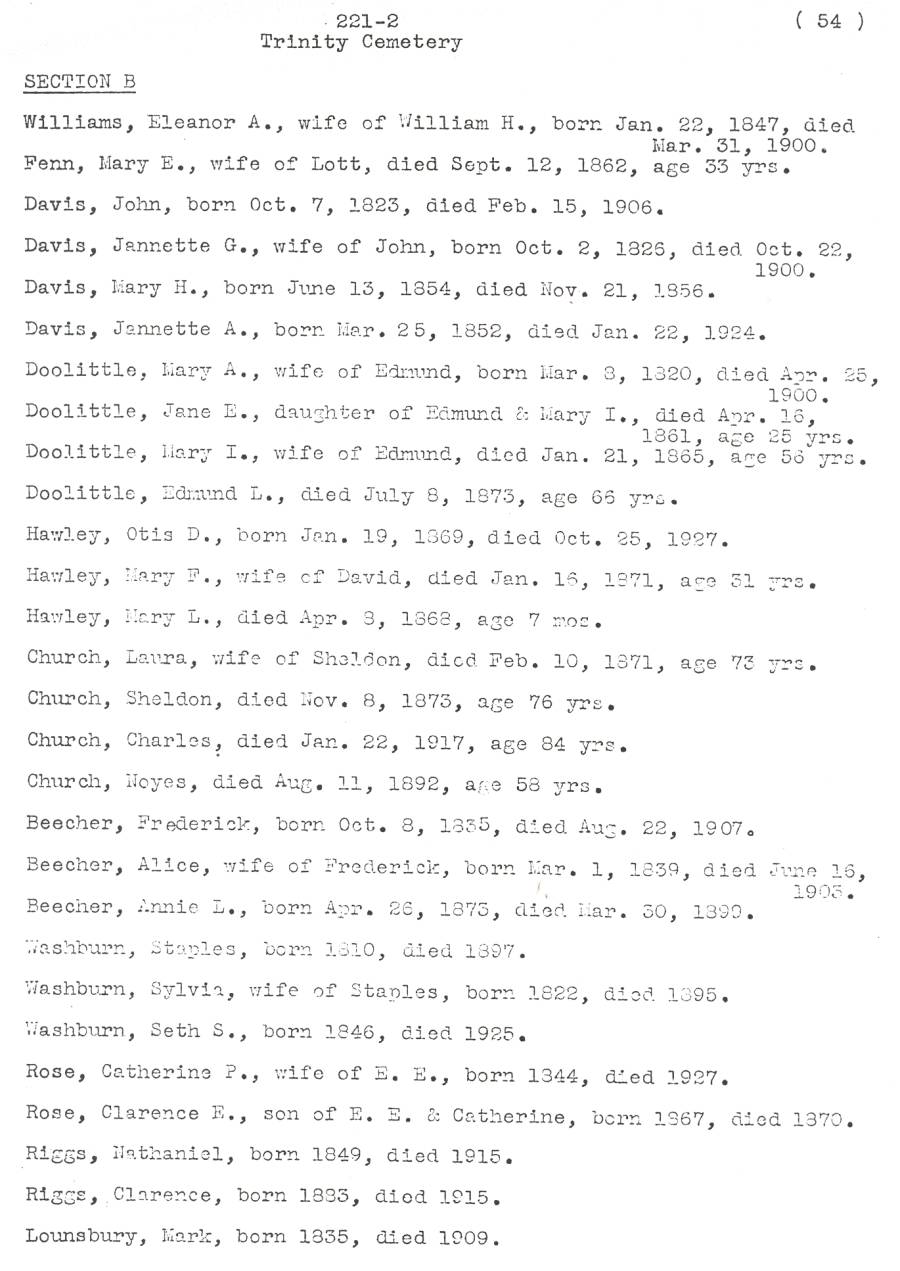 221-2 ( 54 )
Trinity Cemetery
SECTION B
Williams, Eleanor A., wife of William H., born Jan. 22, 1847, died
Mar. 31, 1900.
Fenn, Mary E., wife of Lott, died Sept. 12, 1862, age 33 yrs.
Davis, John, born Oct. 7, 1823, died Feb. 15, 1906.
Davis, Jannette G., wife of John, born Oct. 2, 1826, died Oct. 22,
1900.
Davis, Mary H., born June 13, 1854, died Nov. 21, 1856.
Davis, Jannette A., born Mar. 25, 1852, died Jan. 22, 1924.
Doolittle, Mary A., wife of Edmund, born Mar. 8, 1820, died Apr. 25,
1900.
Doolittle, Jane E., daughter of Edmund & Mary I., died Apr. 16,
1861, age 25 yrs.
Doolittle, Mary I., wife of Edmund, died Jan. 21, 1865, age 56 yrs.
Doolittle, Edmund L., died July 8, 1873, age 66 yrs.
Hawley, Otis D., born Jan. 19, 1869, died Oct. 25, 1927.
Hawley, Mary F., wife of David, died Jan. 16, 1871, age 31 yrs.
Hawley, Mary L., died Apr. 8, 1868, age 7 mos.
Church, Laura, wife of Sheldon, died Feb. 10, 1871, age 73 yrs.
Church, Sheldon, died Nov. 8, 1873, age 76 yrs.
Church, Charles, died Jan. 22, 1917, age 84 yrs.
Church, Noyes, died Aug. 11, 1892, age 58 yrs.
Beecher, Frederick, born Oct. 8, 1835, died Aug. 22, 1907.
Beecher, Alice, wife of Frederick, born Mar. 1, 1839, died June 16,
1903.
Beecher, Annie L., born Apr. 26, 1873, died Mar. 30, 1899.
Washburn, Staples, born 1810, died 1897.
Washburn, Sylvia, wife of Staples, born 1822, died 1895.
Washburn, Seth S., born 1846, died 1925.
Rose, Catherine P., wife of E. E., born 1844, died 1927.
Rose, Clarence E., son of E. E. & Catherine, born 1867, died 1870.
Riggs, Nathaniel, born 1849, died 1915.
Riggs, Clarence, born 1883, died 1915.
Lounsbury, Mark, born 1835, died 1909.